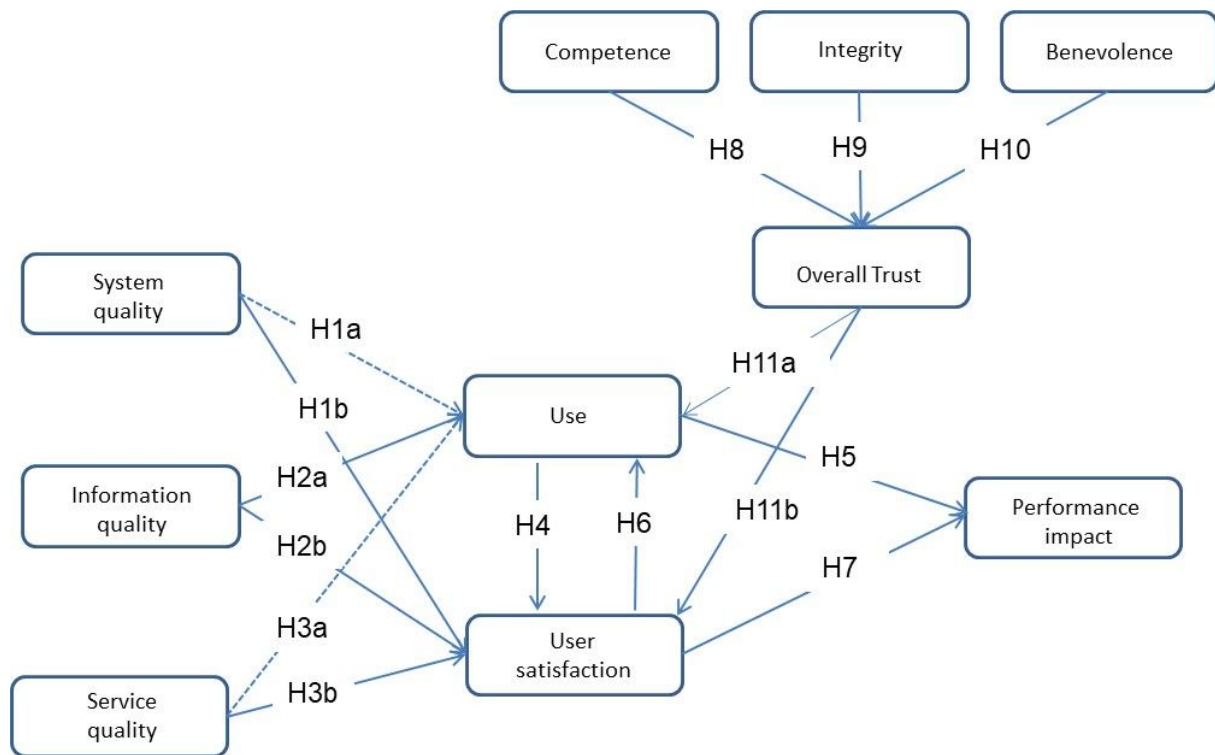 Competence
Integrity
Benevolence
H8
H9
H10
System
quality
Overall Trust
H1a
H11a
H1b
Use
H2a
H5
Information
quality
H4
H6
H11b
Performance
impact
H2b
H7
H3a
User
satisfaction
H3b
Service
quality